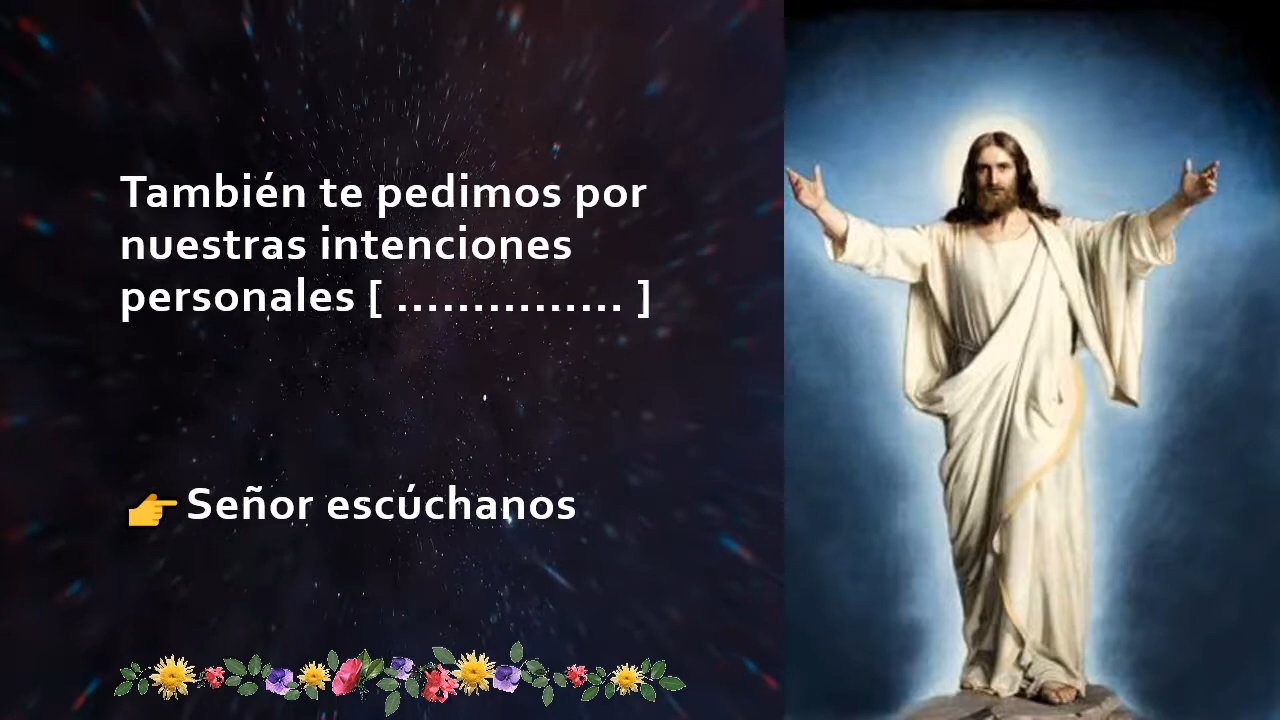 También te pedimos por
nuestras intenciones
personales [ ............... ]
👉 Señor escúchanos